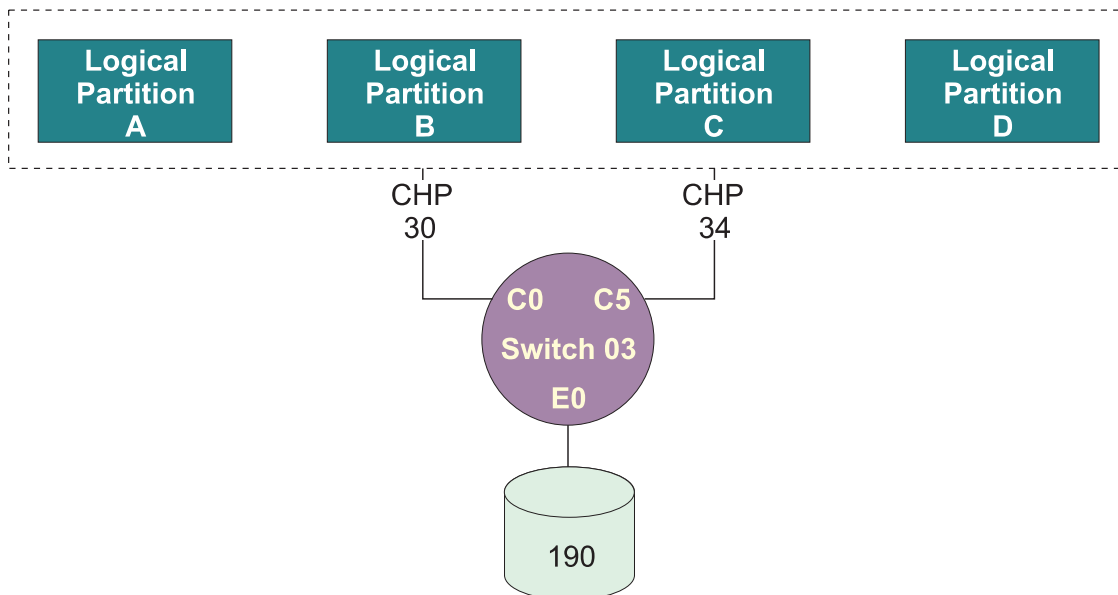 Logical
Partition
A
Logical
Partition
B
Logical
Partition
C
Logical
Partition
D
CHP
30
CHP
34
C0
C5
Switch 03
E0
190